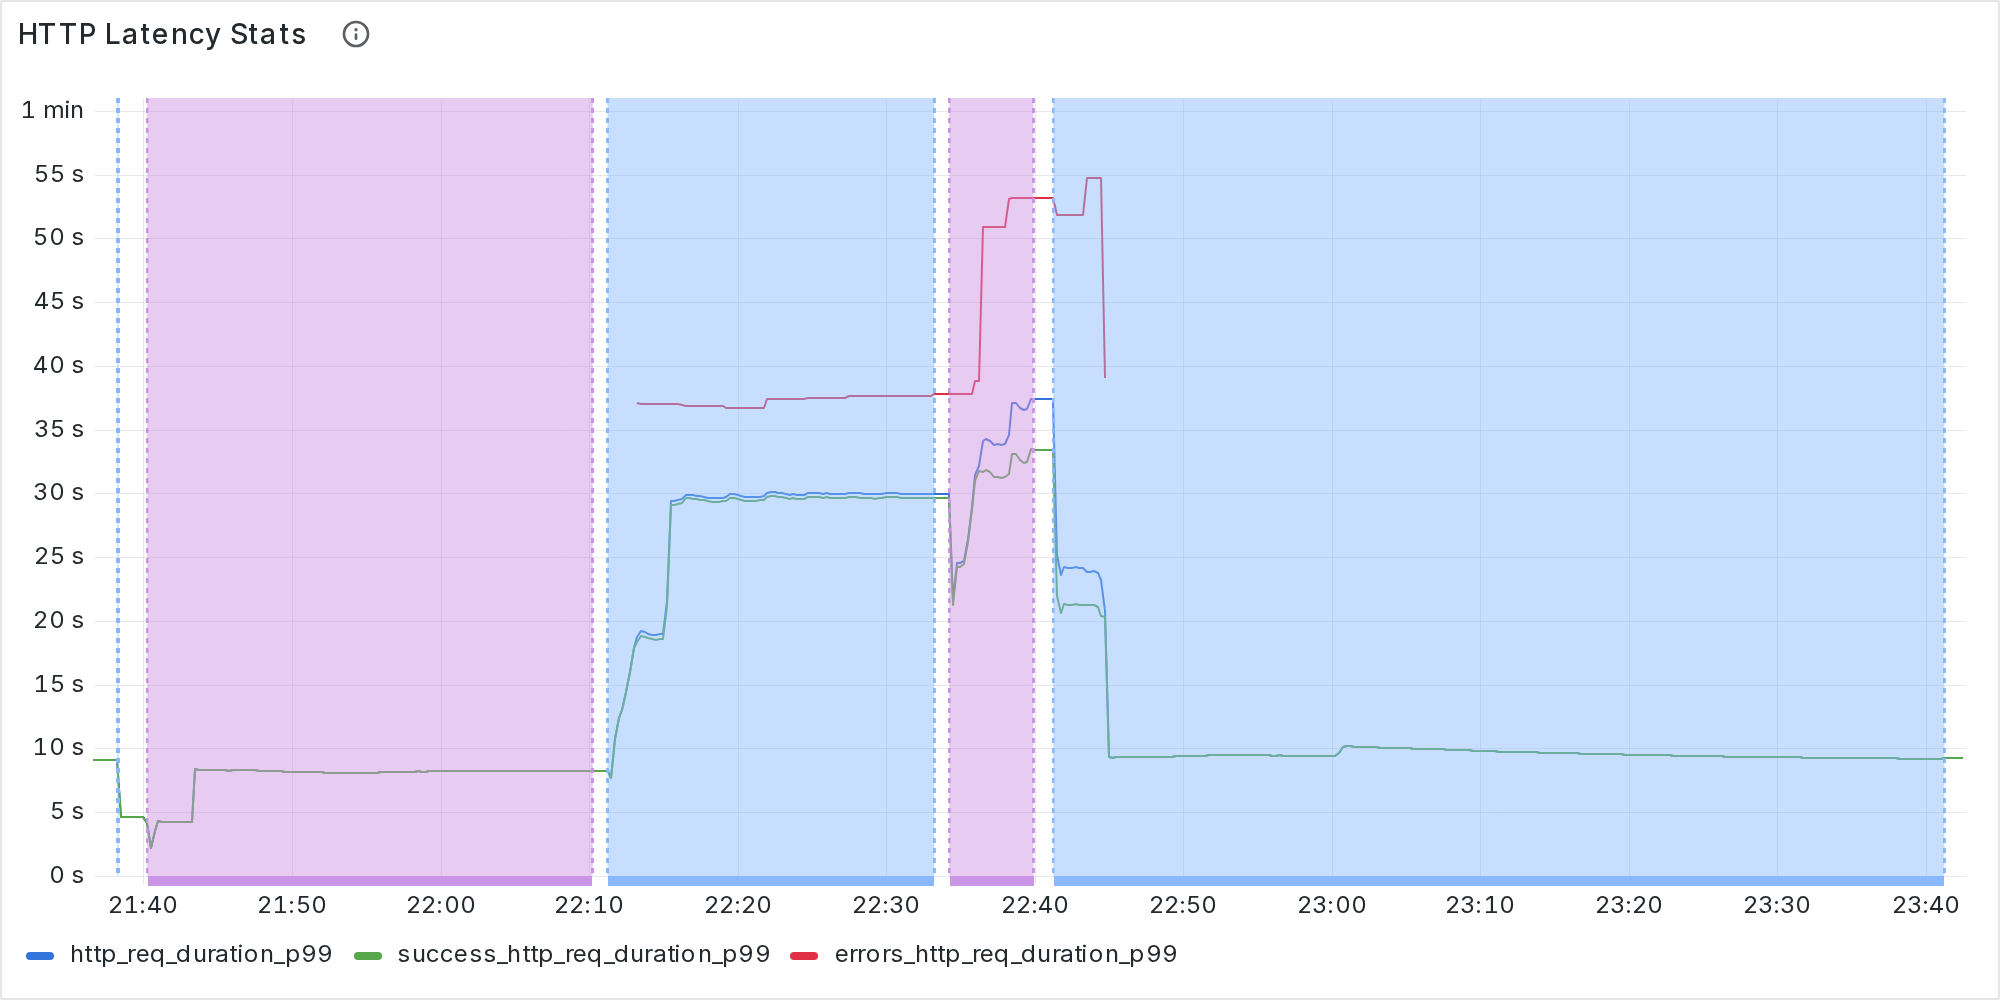 HTTP Latency Stats
1 min
55 s
50 s
45 s
40 s
35 s
30 s
25 s
20 s
15 s
10 s
5 s
0 s
21:40 21:50 22:00 22:10 22:20 22:30 22:40 22:50 23:00 23:10 23:20 23:30 23:40
http_req_duration_p99 success_http_req_duration_p99 errors_http_req_duration_p99